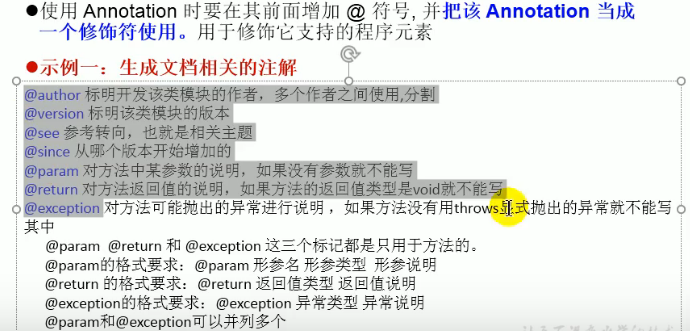 ●使用 Annotation 时要在其前面增加 @ 符号, 并把该 Annotation 当成
一个修饰符使用。用于修饰它支持的程序元素
●示例一：生成文档相关的注解
@author 标明开发该类模块的作者，多个作者之间使用,分割
@version 标明该类模块的版本
@see 参考转向，也就是相关主题
@since 从哪个版本开始增加的
@param 对方法中某参数的说明，如果没有参数就不能写
@return 对方法返回值的说明，如果方法的返回值类型是void就不能写
@exception 对方法可能抛出的异常进行说明 ，如果方法没有用throws显式抛出的异常就不能写
其中
@param @return 和 @exception 这三个标记都是只用于方法的。
@param的格式要求：@param 形参名 形参类型 形参说明
@return 的格式要求：@return 返回值类型 返回值说明
@exception的格式要求：@exception 异常类型 异常说明
@param和@exception可以并列多个